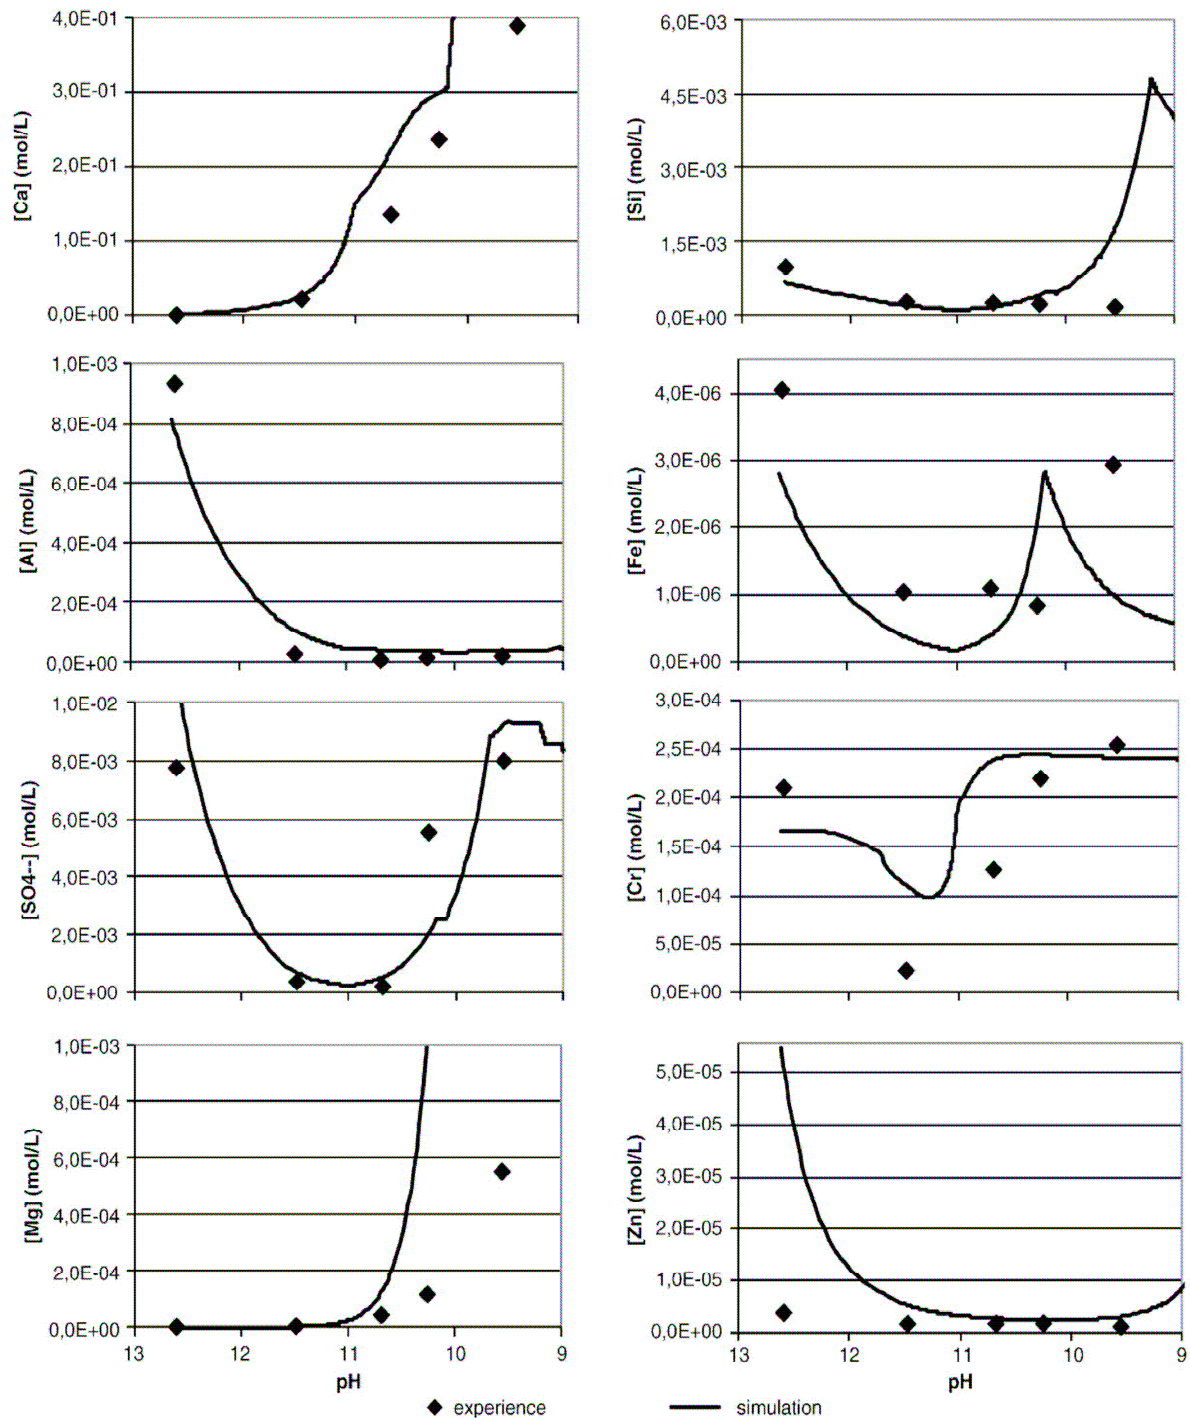 4,0E-01
3,0E-01
2,0E-01
1,0E-01
0,0E+00
[Ca] (mol/L)
6,0E-03
4,5E-03
3,0E-03
1,5E-03
0,0E+00
[Si] (mol/L)
1,0E-03
8,0E-04
6,0E-04
4,0E-04
2,0E-04
0,0E+00
[Al] (mol/L)
4,0E-06
3,0E-06
2,0E-06
1,0E-06
0,0E+00
[Fe] (mol/L)
1,0E-02
8,0E-03
6,0E-03
4,0E-03
2,0E-03
0,0E+00
[SO4--] (mol/L)
3,0E-04
2,5E-04
2,0E-04
1,5E-04
1,0E-04
5,0E-05
0,0E+00
[Cr] (mol/L)
1,0E-03
8,0E-04
6,0E-04
4,0E-04
2,0E-04
0,0E+00
[Mg] (mol/L)
13 12 11 10 9
pH
5,0E-05
4,0E-05
3,0E-05
2,0E-05
1,0E-05
0,0E+00
[Zn] (mol/L)
13 12 11 10 9
pH
experience simulation